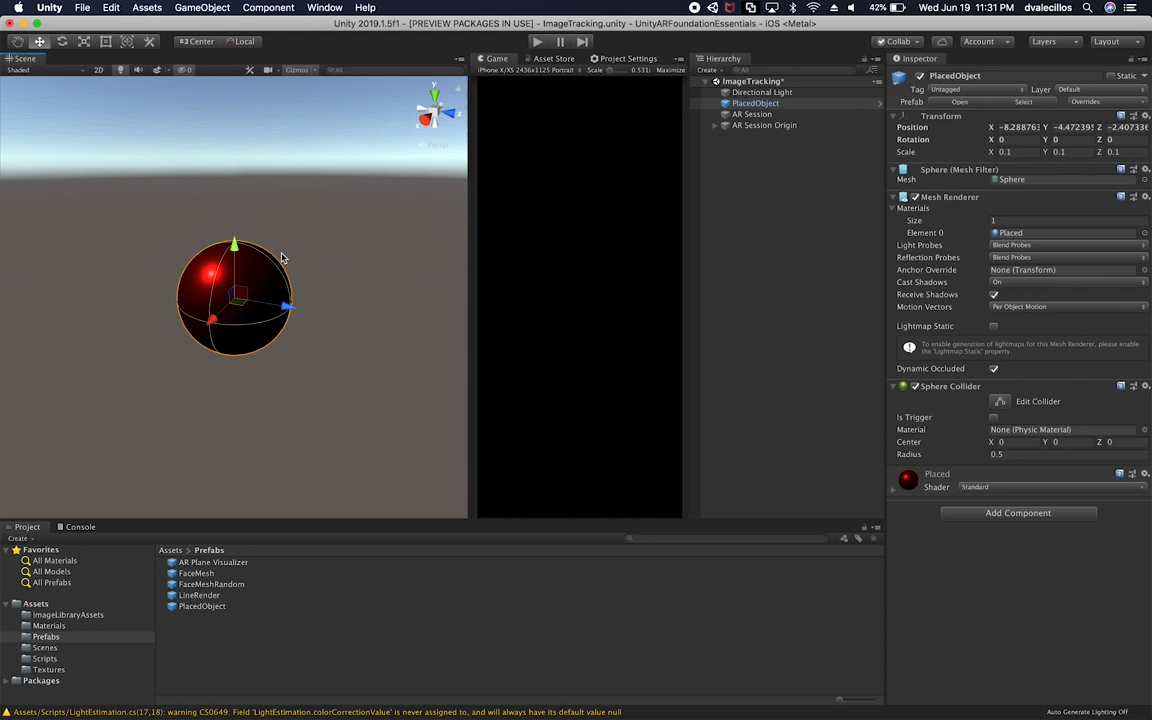 Unity File Edit Assets GameObject Component Window Help 42% Wed Jun 19 11:31 PM dvalecillos
Unity 2019.1.5f1 - [PREVIEW PACKAGES IN USE] - ImageTracking.unity - UnityARFoundationEssentials - iOS <Metal>
Center Local Collab Account Layers Layout
Scene Game Asset Store Project Settings Hierarchy Inspector
Shaded 2D 0 Gizmos All iPhone X/XS 2436x1125 Portrait Scale 0.531: Maximize Create All
PlacedObject Static
Tag Untagged Layer Default
Prefab Open Select Overrides
ImageTracking*
Directional Light
PlacedObject
AR Session
AR Session Origin
y
x
z
Persp
Transform
Position X -8.28876 Y -4.47239 Z -2.407336
Rotation X 0 Y 0 Z 0
Scale X 0.1 Y 0.1 Z 0.1
Sphere (Mesh Filter)
Mesh Sphere
Mesh Renderer
Materials
Size 1
Element 0 Placed
Light Probes Blend Probes
Reflection Probes Blend Probes
Anchor Override None (Transform)
Cast Shadows On
Receive Shadows
Motion Vectors Per Object Motion
Lightmap Static
To enable generation of lightmaps for this Mesh Renderer, please enable
the 'Lightmap Static' property.
Dynamic Occluded
Sphere Collider
Edit Collider
Is Trigger
Material None (Physic Material)
Center X 0 Y 0 Z 0
Radius 0.5
Placed
Shader Standard
Add Component
Project Console
Create
Favorites
All Materials
All Models
All Prefabs
Assets
ImageLibraryAssets
Materials
Prefabs
Scenes
Scripts
Textures
Packages
Assets > Prefabs
AR Plane Visualizer
FaceMesh
FaceMeshRandom
LineRender
PlacedObject
Assets/Scripts/LightEstimation.cs(17,18): warning CS0649: Field 'LightEstimation.colorCorrectionValue' is never assigned to, and will always have its default value null
Auto Generate Lighting Off